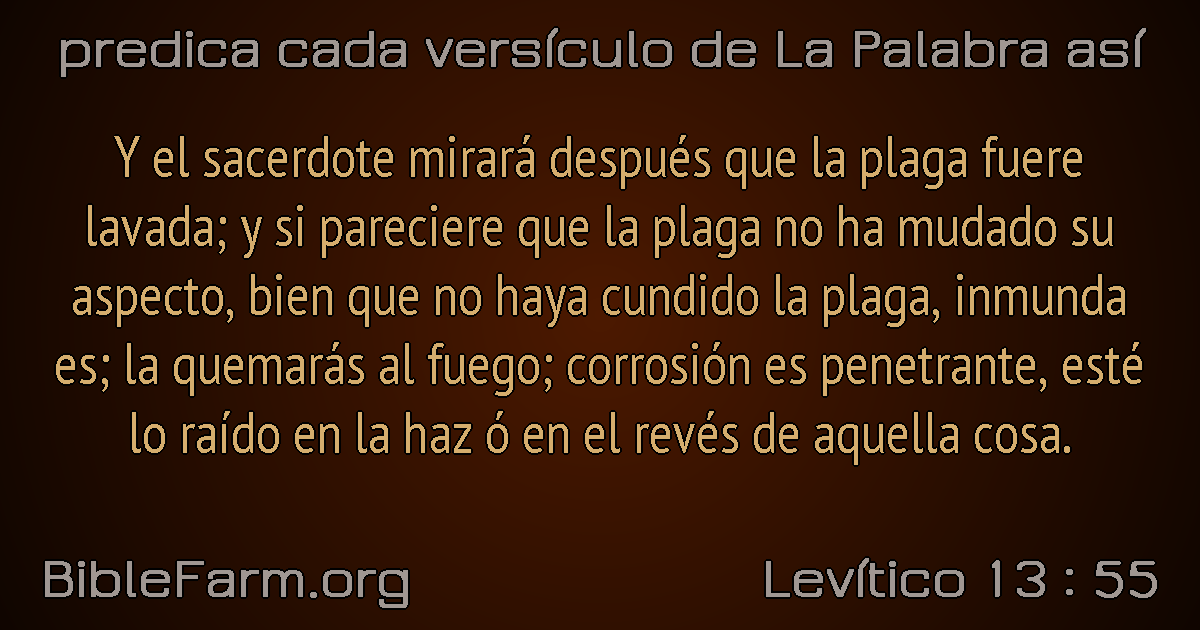 predica cada versículo de La Palabra así
Y el sacerdote mirará después que la plaga fuere
lavada; y si pareciere que la plaga no ha mudado su
aspecto, bien que no haya cundido la plaga, inmunda
es; la quemarás al fuego; corrosión es penetrante, esté
lo raído en la haz ó en el revés de aquella cosa.
BibleFarm.org
Levítico 13 : 55